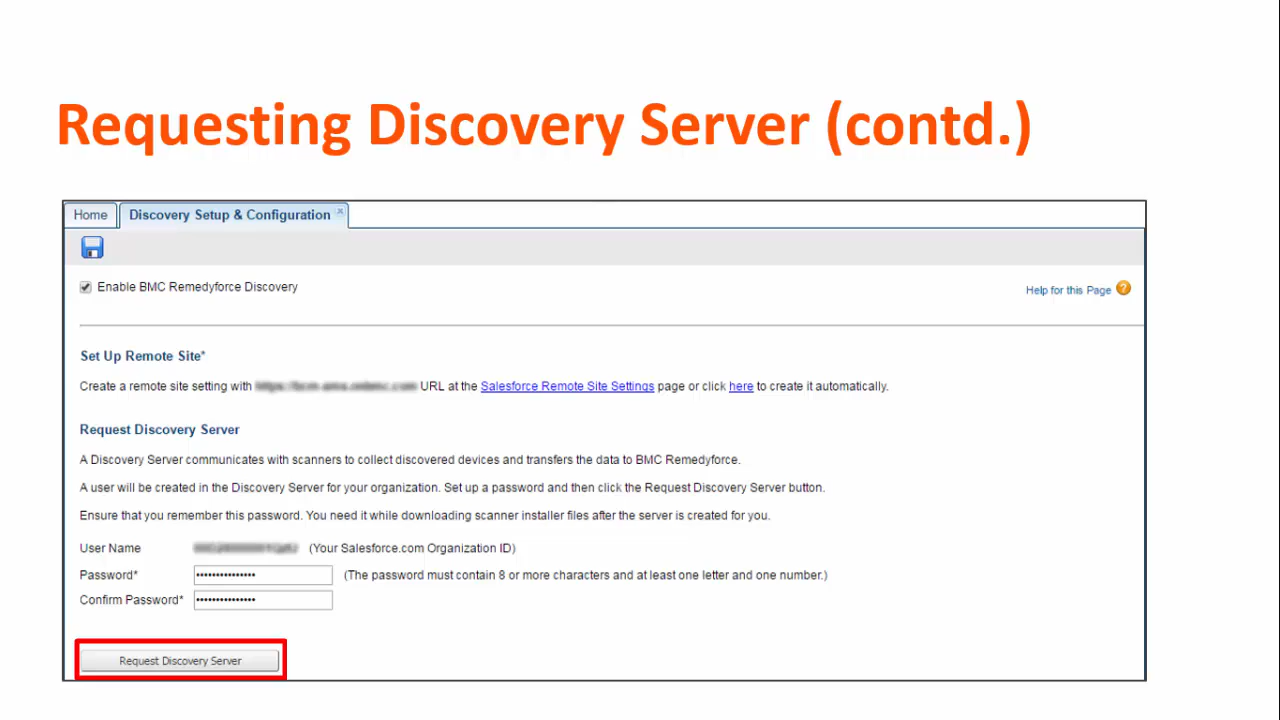 Requesting Discovery Server (contd.)
Home
Discovery Setup & Configuration
Enable BMC Remedyforce Discovery
Help for this Page ?
Set Up Remote Site*
Create a remote site setting with URL at the Salesforce Remote Site Settings page or click here to create it automatically.
Request Discovery Server
A Discovery Server communicates with scanners to collect discovered devices and transfers the data to BMC Remedyforce.
A user will be created in the Discovery Server for your organization. Set up a password and then click the Request Discovery Server button.
Ensure that you remember this password. You need it while downloading scanner installer files after the server is created for you.
User Name (Your Salesforce.com Organization ID)
Password* •••••••••••••• (The password must contain 8 or more characters and at least one letter and one number.)
Confirm Password* ••••••••••••••
Request Discovery Server